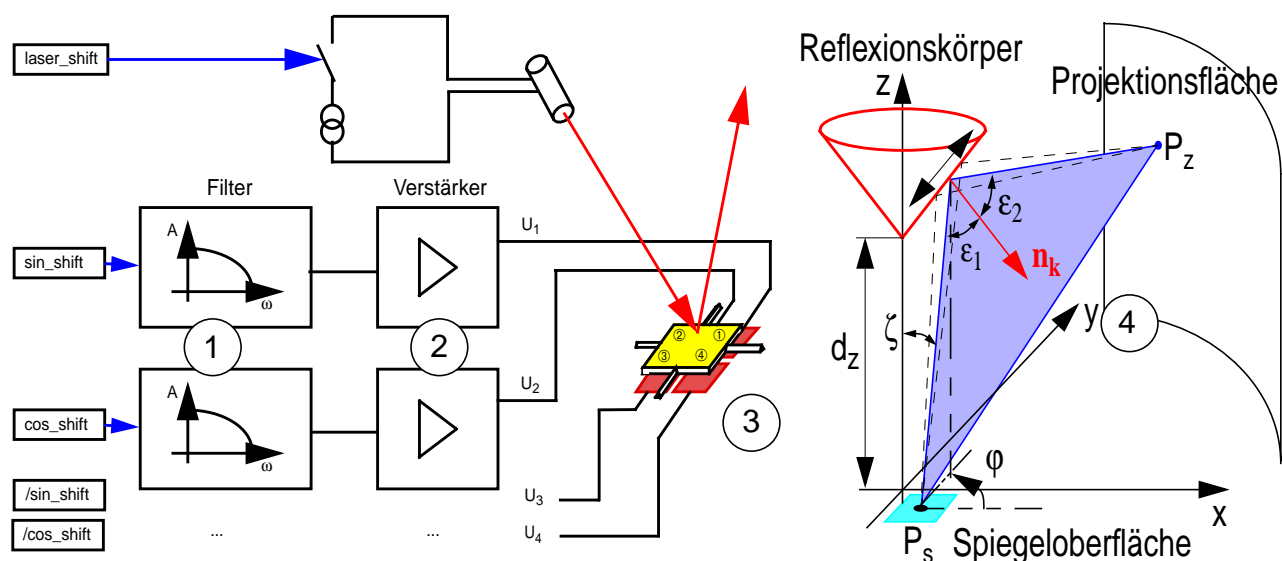 laser_shift
Filter
Verstärker
A
ω
sin_shift
1
2
U1
A
ω
cos_shift
U2
②
①
③
④
3
/sin_shift
/cos_shift
...
...
U3
U4
Reflexionskörper
z
Projektionsfläche
Pz
ε2
ε1
nk
ζ
dz
y
4
φ
x
Ps
Spiegeloberfläche